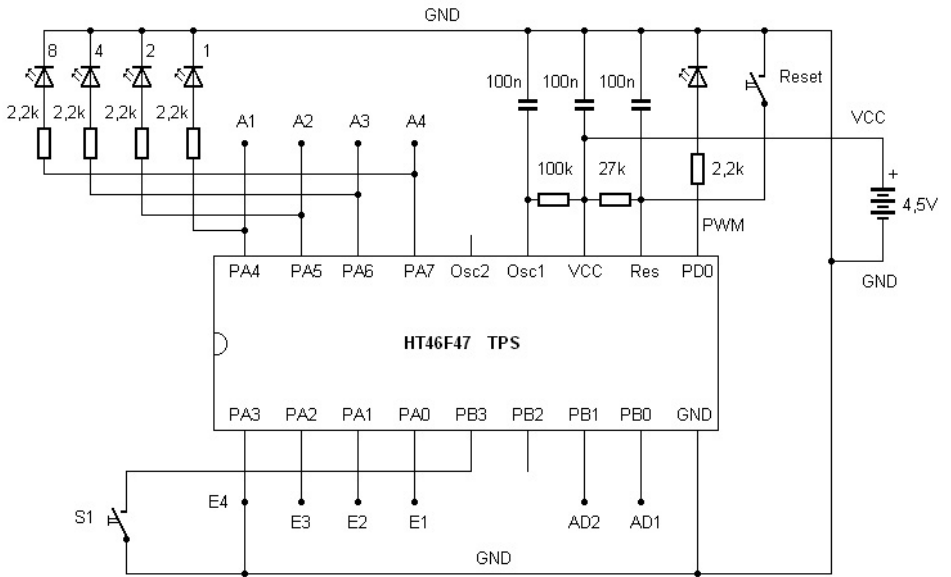 GND
8 4 2 1
100n 100n 100n Reset
2,2k 2,2k 2,2k 2,2k
A1 A2 A3 A4 VCC
100k 27k 2,2k +
4,5V
PWM
PA4 PA5 PA6 PA7 Osc2 Osc1 VCC Res PD0
GND
HT46F47 TPS
PA3 PA2 PA1 PA0 PB3 PB2 PB1 PB0 GND
E4
S1 E3 E2 E1 AD2 AD1
GND